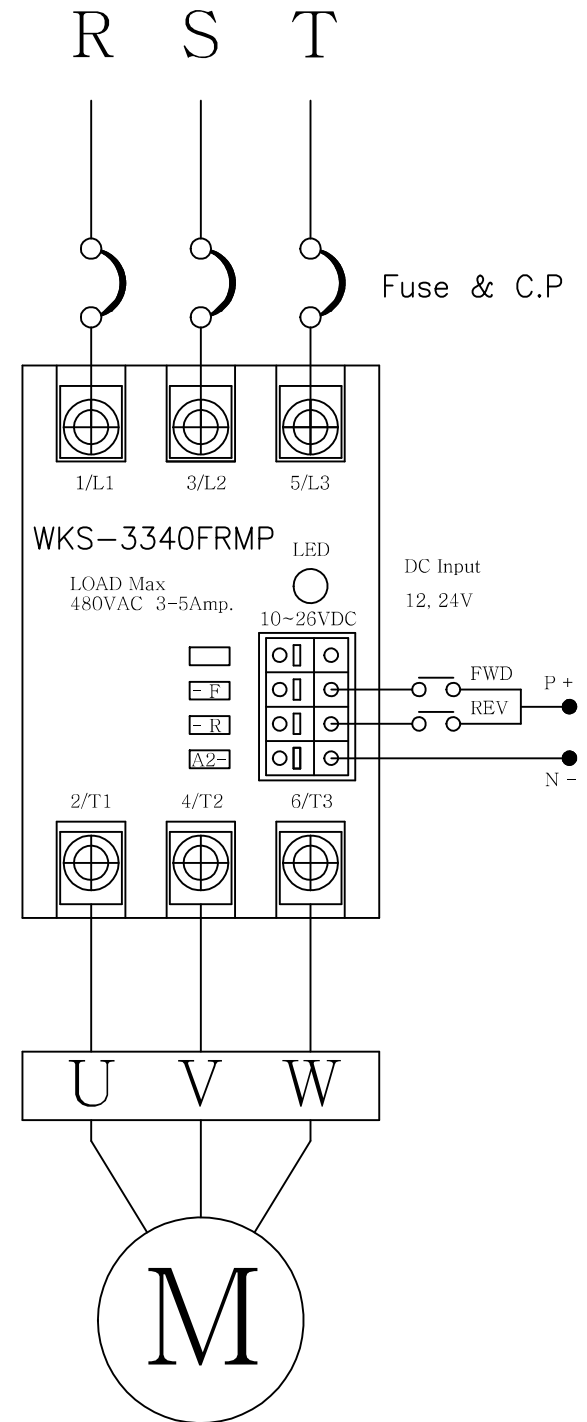 R S T
Fuse & C.P
1/L1 3/L2 5/L3
WKS-3340FRMP
LED
DC Input
LOAD Max
12, 24V
480VAC 3-5Amp.
10~26VDC
FWD
- F
P +
REV
- R
A2-
N -
2/T1 4/T2 6/T3
U V W
M